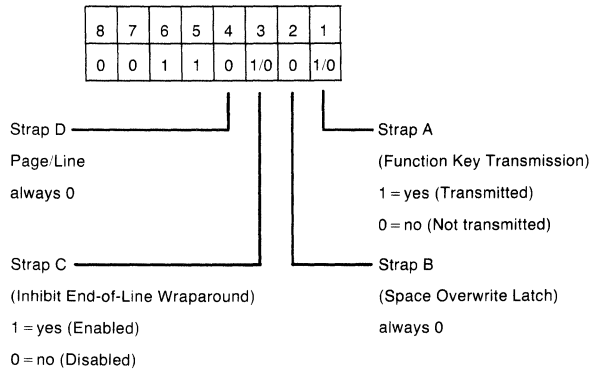 8 7 6 5 4 3 2 1
0 0 1 1 0 1/0 0 1/0
Strap D
Page/Line
always 0
Strap A
(Function Key Transmission)
1 = yes (Transmitted)
0 = no (Not transmitted)
Strap C
(Inhibit End-of-Line Wraparound)
1 = yes (Enabled)
0 = no (Disabled)
Strap B
(Space Overwrite Latch)
always 0